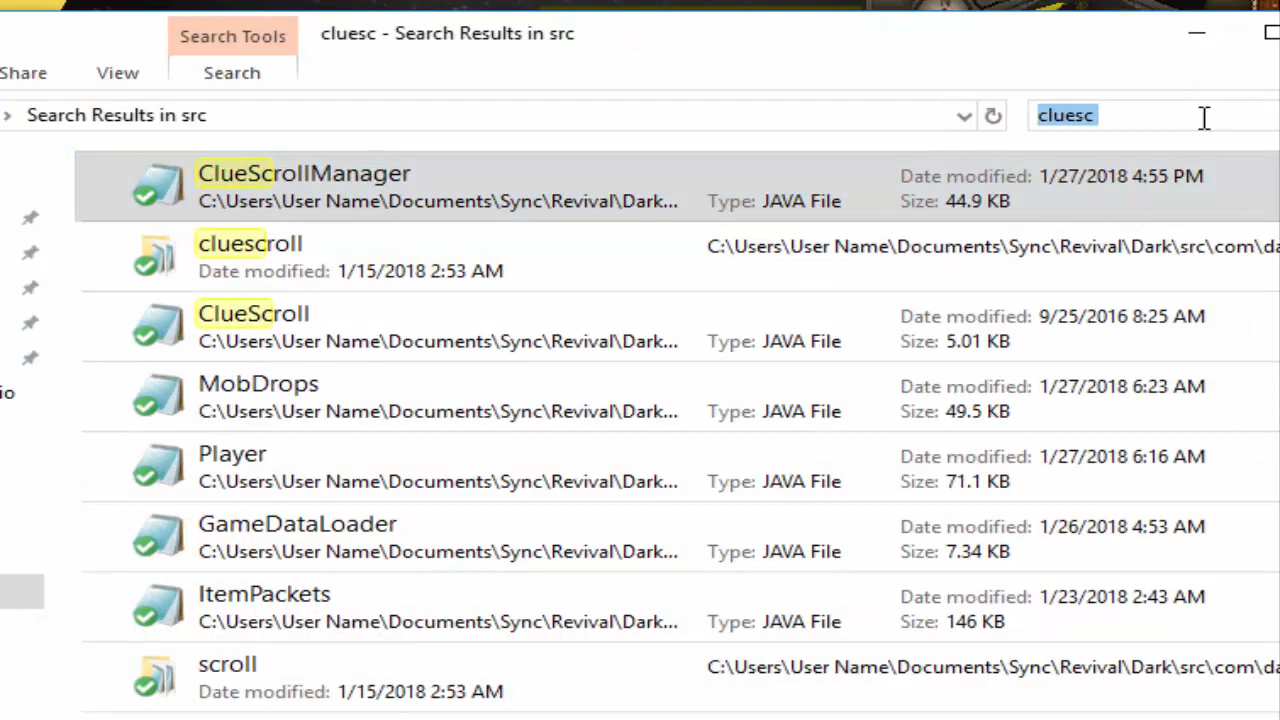 Search Tools
cluesc - Search Results in src
Share View Search
Search Results in src
cluesc
ClueScrollManager
Date modified: 1/27/2018 4:55 PM
C:\Users\User Name\Documents\Sync\Revival\Dark... Type: JAVA File Size: 44.9 KB
cluescroll
C:\Users\User Name\Documents\Sync\Revival\Dark\src\com\da
Date modified: 1/15/2018 2:53 AM
ClueScroll
Date modified: 9/25/2016 8:25 AM
C:\Users\User Name\Documents\Sync\Revival\Dark... Type: JAVA File Size: 5.01 KB
MobDrops
Date modified: 1/27/2018 6:23 AM
io
C:\Users\User Name\Documents\Sync\Revival\Dark... Type: JAVA File Size: 49.5 KB
Player
Date modified: 1/27/2018 6:16 AM
C:\Users\User Name\Documents\Sync\Revival\Dark... Type: JAVA File Size: 71.1 KB
GameDataLoader
Date modified: 1/26/2018 4:53 AM
C:\Users\User Name\Documents\Sync\Revival\Dark... Type: JAVA File Size: 7.34 KB
ItemPackets
Date modified: 1/23/2018 2:43 AM
C:\Users\User Name\Documents\Sync\Revival\Dark... Type: JAVA File Size: 146 KB
scroll
C:\Users\User Name\Documents\Sync\Revival\Dark\src\com\da
Date modified: 1/15/2018 2:53 AM